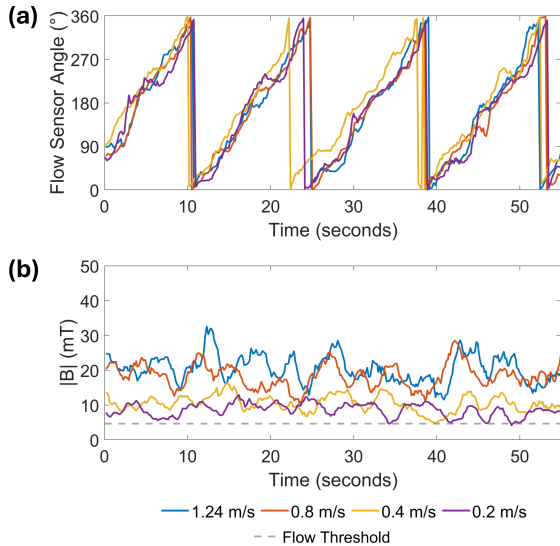 (a)
Flow Sensor Angle (°)
360
270
180
90
0
0 10 20 30 40 50
Time (seconds)
(b)
|B| (mT)
50
40
30
20
10
0
0 10 20 30 40 50
Time (seconds)
1.24 m/s 0.8 m/s 0.4 m/s 0.2 m/s
Flow Threshold